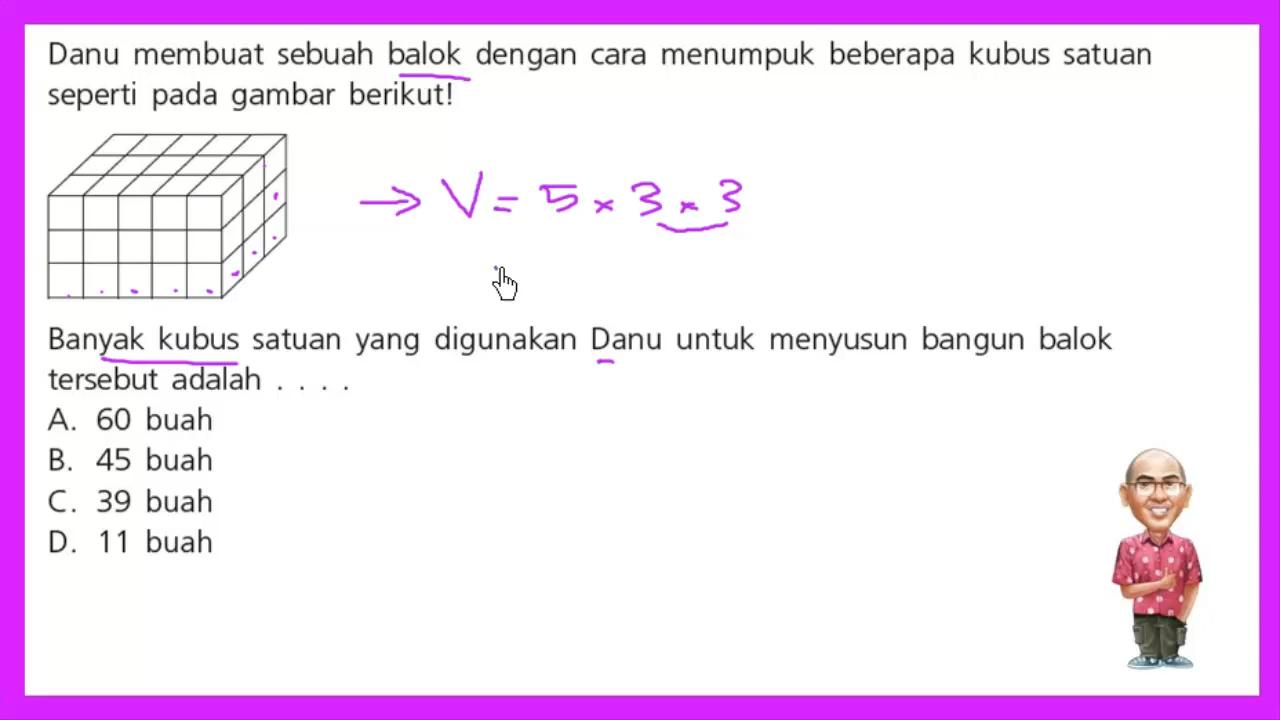 Danu membuat sebuah balok dengan cara menumpuk beberapa kubus satuan
seperti pada gambar berikut!
→ V = 5 × 3 × 3
Banyak kubus satuan yang digunakan Danu untuk menyusun bangun balok
tersebut adalah . . . .
A. 60 buah
B. 45 buah
C. 39 buah
D. 11 buah